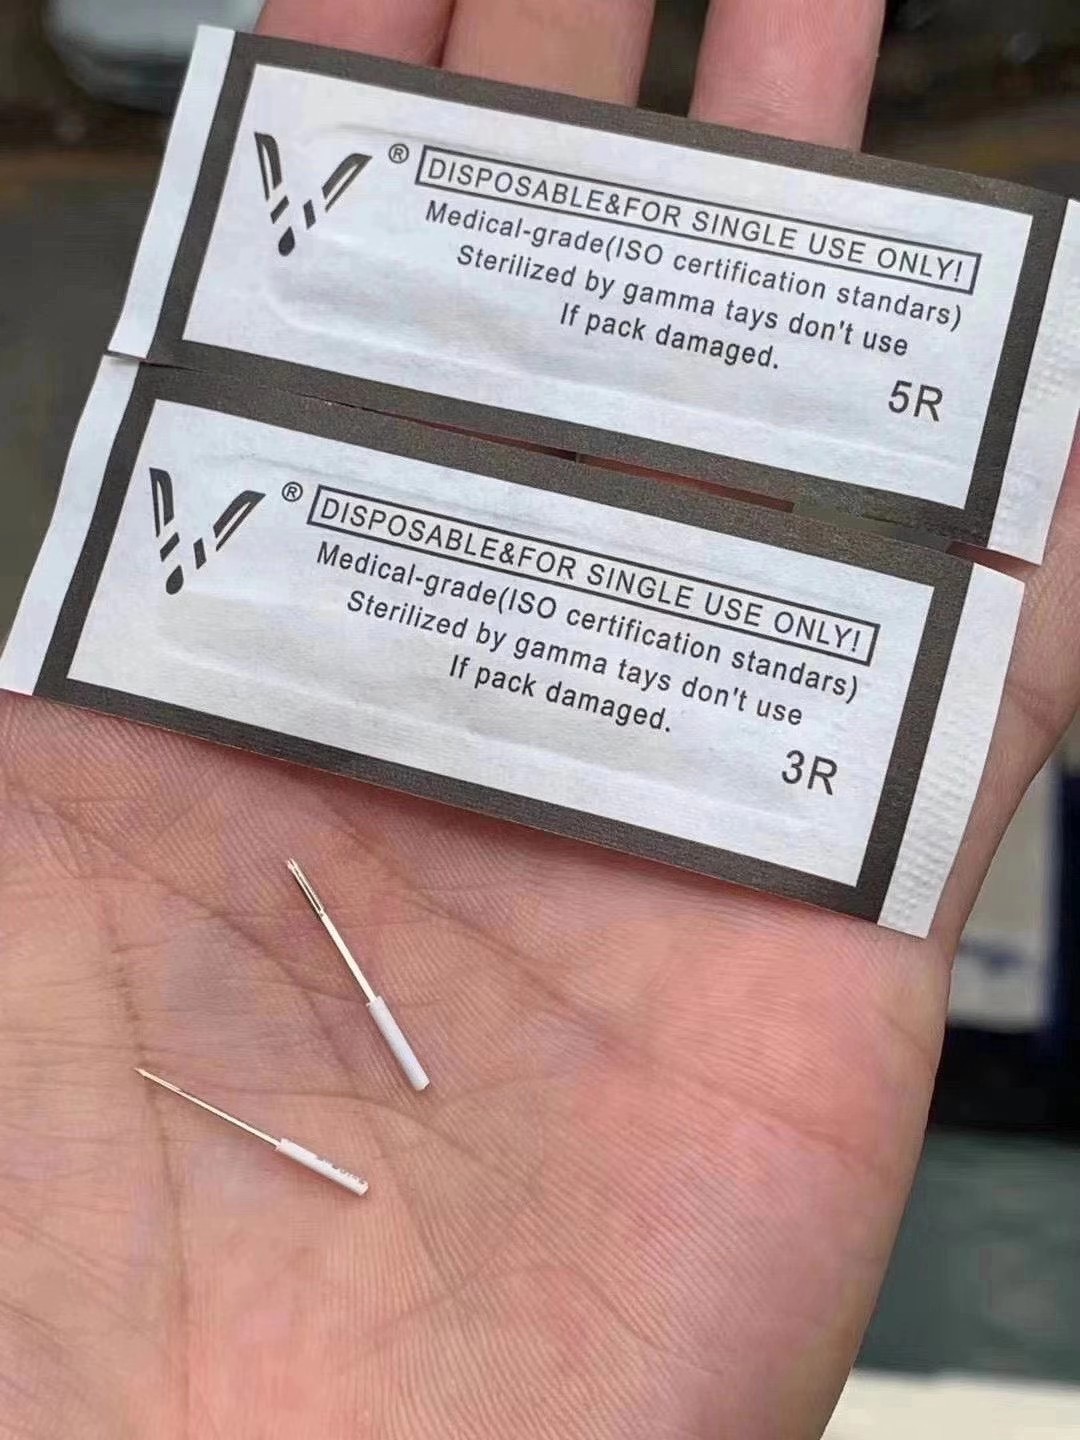 ®
DISPOSABLE&FOR SINGLE USE ONLY!
Medical-grade(ISO certification standars)
Sterilized by gamma tays don't use
If pack damaged.
5R
®
DISPOSABLE&FOR SINGLE USE ONLY!
Medical-grade(ISO certification standars)
Sterilized by gamma tays don't use
If pack damaged.
3R